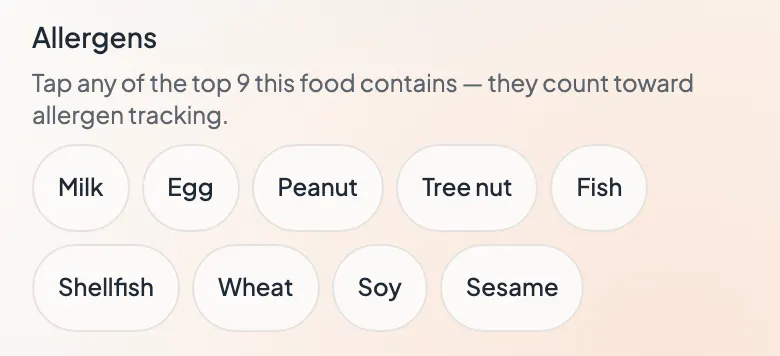 Allergens
Tap any of the top 9 this food contains — they count toward
allergen tracking.
Milk Egg Peanut Tree nut Fish
Shellfish Wheat Soy Sesame